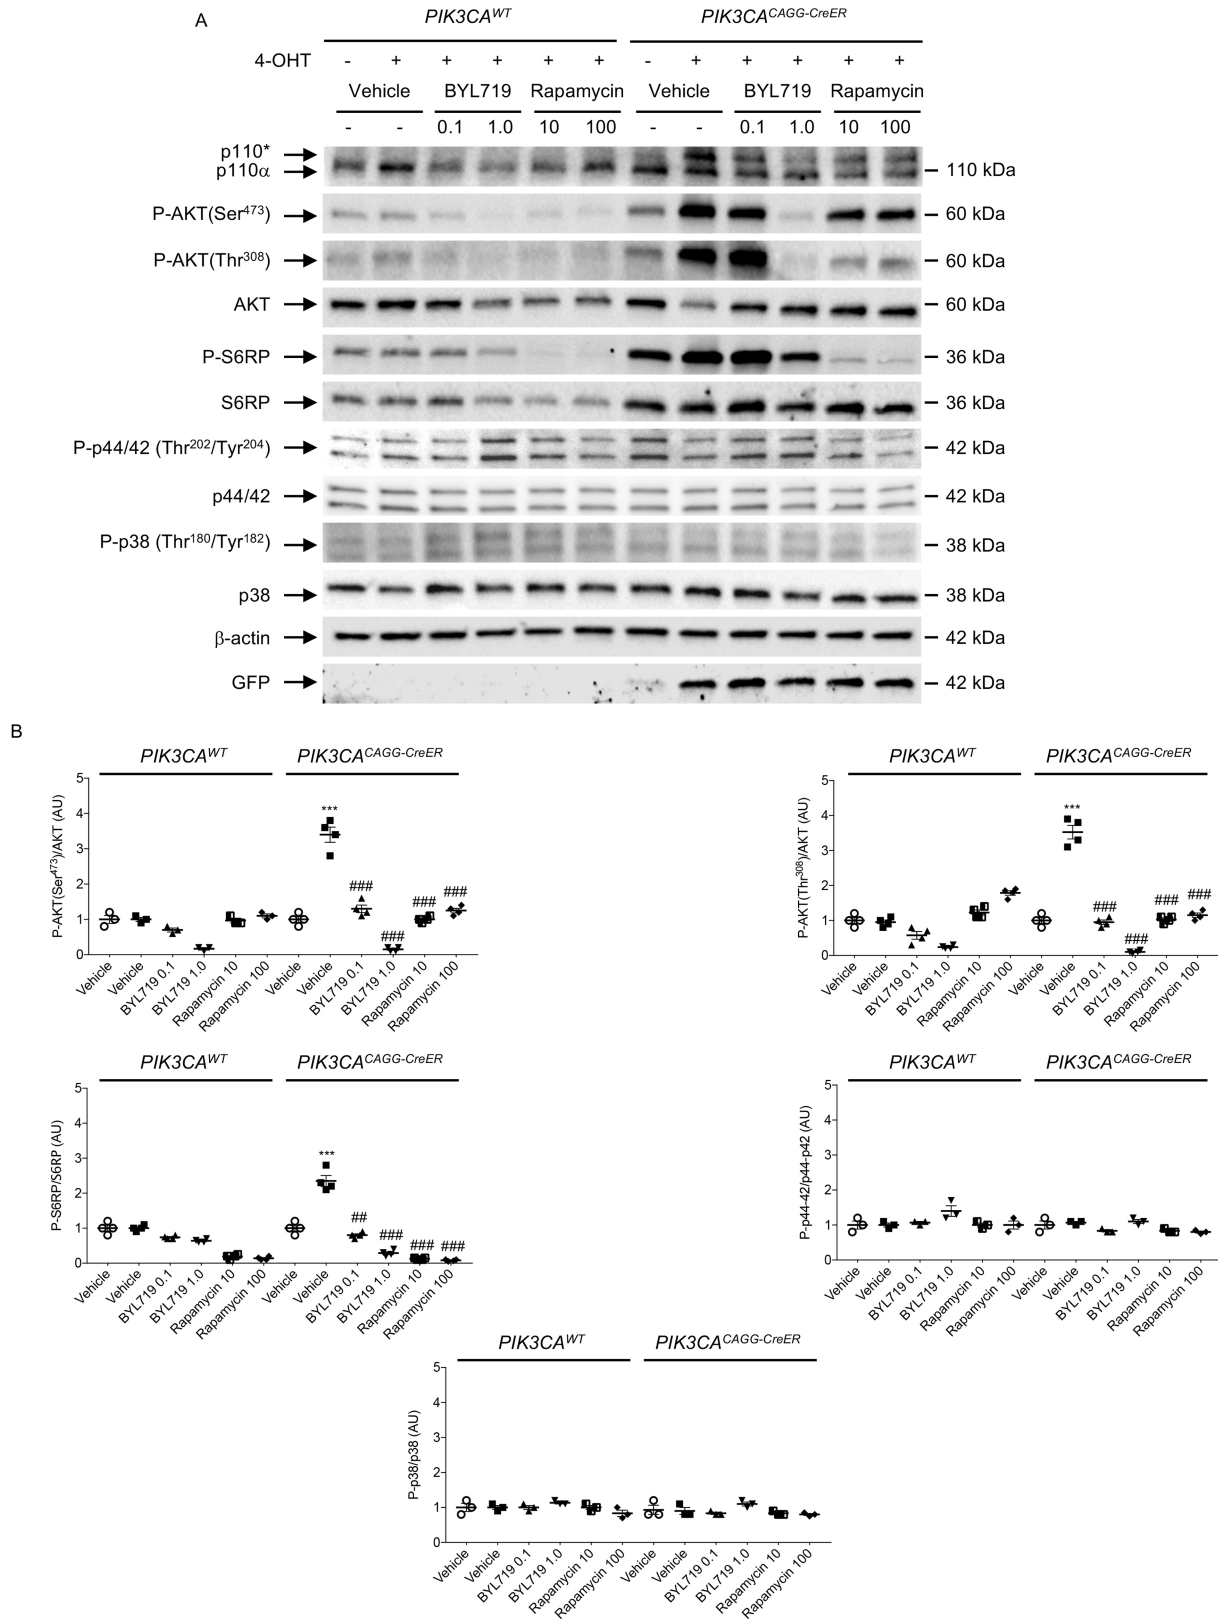 A
PIK3CA^WT PIK3CA^CAGG-CreER
4-OHT - + + + + + - + + + + +
Vehicle BYL719 Rapamycin Vehicle BYL719 Rapamycin
- - 0.1 1.0 10 100 - - 0.1 1.0 10 100
p110*
p110α 110 kDa
P-AKT(Ser473) 60 kDa
P-AKT(Thr308) 60 kDa
AKT 60 kDa
P-S6RP 36 kDa
S6RP 36 kDa
P-p44/42 (Thr202/Tyr204) 42 kDa
p44/42 42 kDa
P-p38 (Thr180/Tyr182) 38 kDa
p38 38 kDa
β-actin 42 kDa
GFP 42 kDa
B
PIK3CA^WT PIK3CA^CAGG-CreER
P-AKT(Ser473)/AKT (AU)
5
4
3
2
1
0
***
###
###
###
###
Vehicle Vehicle BYL719 0.1 BYL719 1.0 Rapamycin 10 Rapamycin 100 Vehicle Vehicle BYL719 0.1 BYL719 1.0 Rapamycin 10 Rapamycin 100
PIK3CA^WT PIK3CA^CAGG-CreER
P-AKT(Thr308)/AKT (AU)
5
4
3
2
1
0
***
###
###
###
###
Vehicle Vehicle BYL719 0.1 BYL719 1.0 Rapamycin 10 Rapamycin 100 Vehicle Vehicle BYL719 0.1 BYL719 1.0 Rapamycin 10 Rapamycin 100
PIK3CA^WT PIK3CA^CAGG-CreER
P-S6RP/S6RP (AU)
5
4
3
2
1
0
***
##
###
###
###
Vehicle Vehicle BYL719 0.1 BYL719 1.0 Rapamycin 10 Rapamycin 100 Vehicle Vehicle BYL719 0.1 BYL719 1.0 Rapamycin 10 Rapamycin 100
PIK3CA^WT PIK3CA^CAGG-CreER
P-p44-42/p44-p42 (AU)
5
4
3
2
1
0
Vehicle Vehicle BYL719 0.1 BYL719 1.0 Rapamycin 10 Rapamycin 100 Vehicle Vehicle BYL719 0.1 BYL719 1.0 Rapamycin 10 Rapamycin 100
PIK3CA^WT PIK3CA^CAGG-CreER
P-p38/p38 (AU)
5
4
3
2
1
0
Vehicle Vehicle BYL719 0.1 BYL719 1.0 Rapamycin 10 Rapamycin 100 Vehicle Vehicle BYL719 0.1 BYL719 1.0 Rapamycin 10 Rapamycin 100